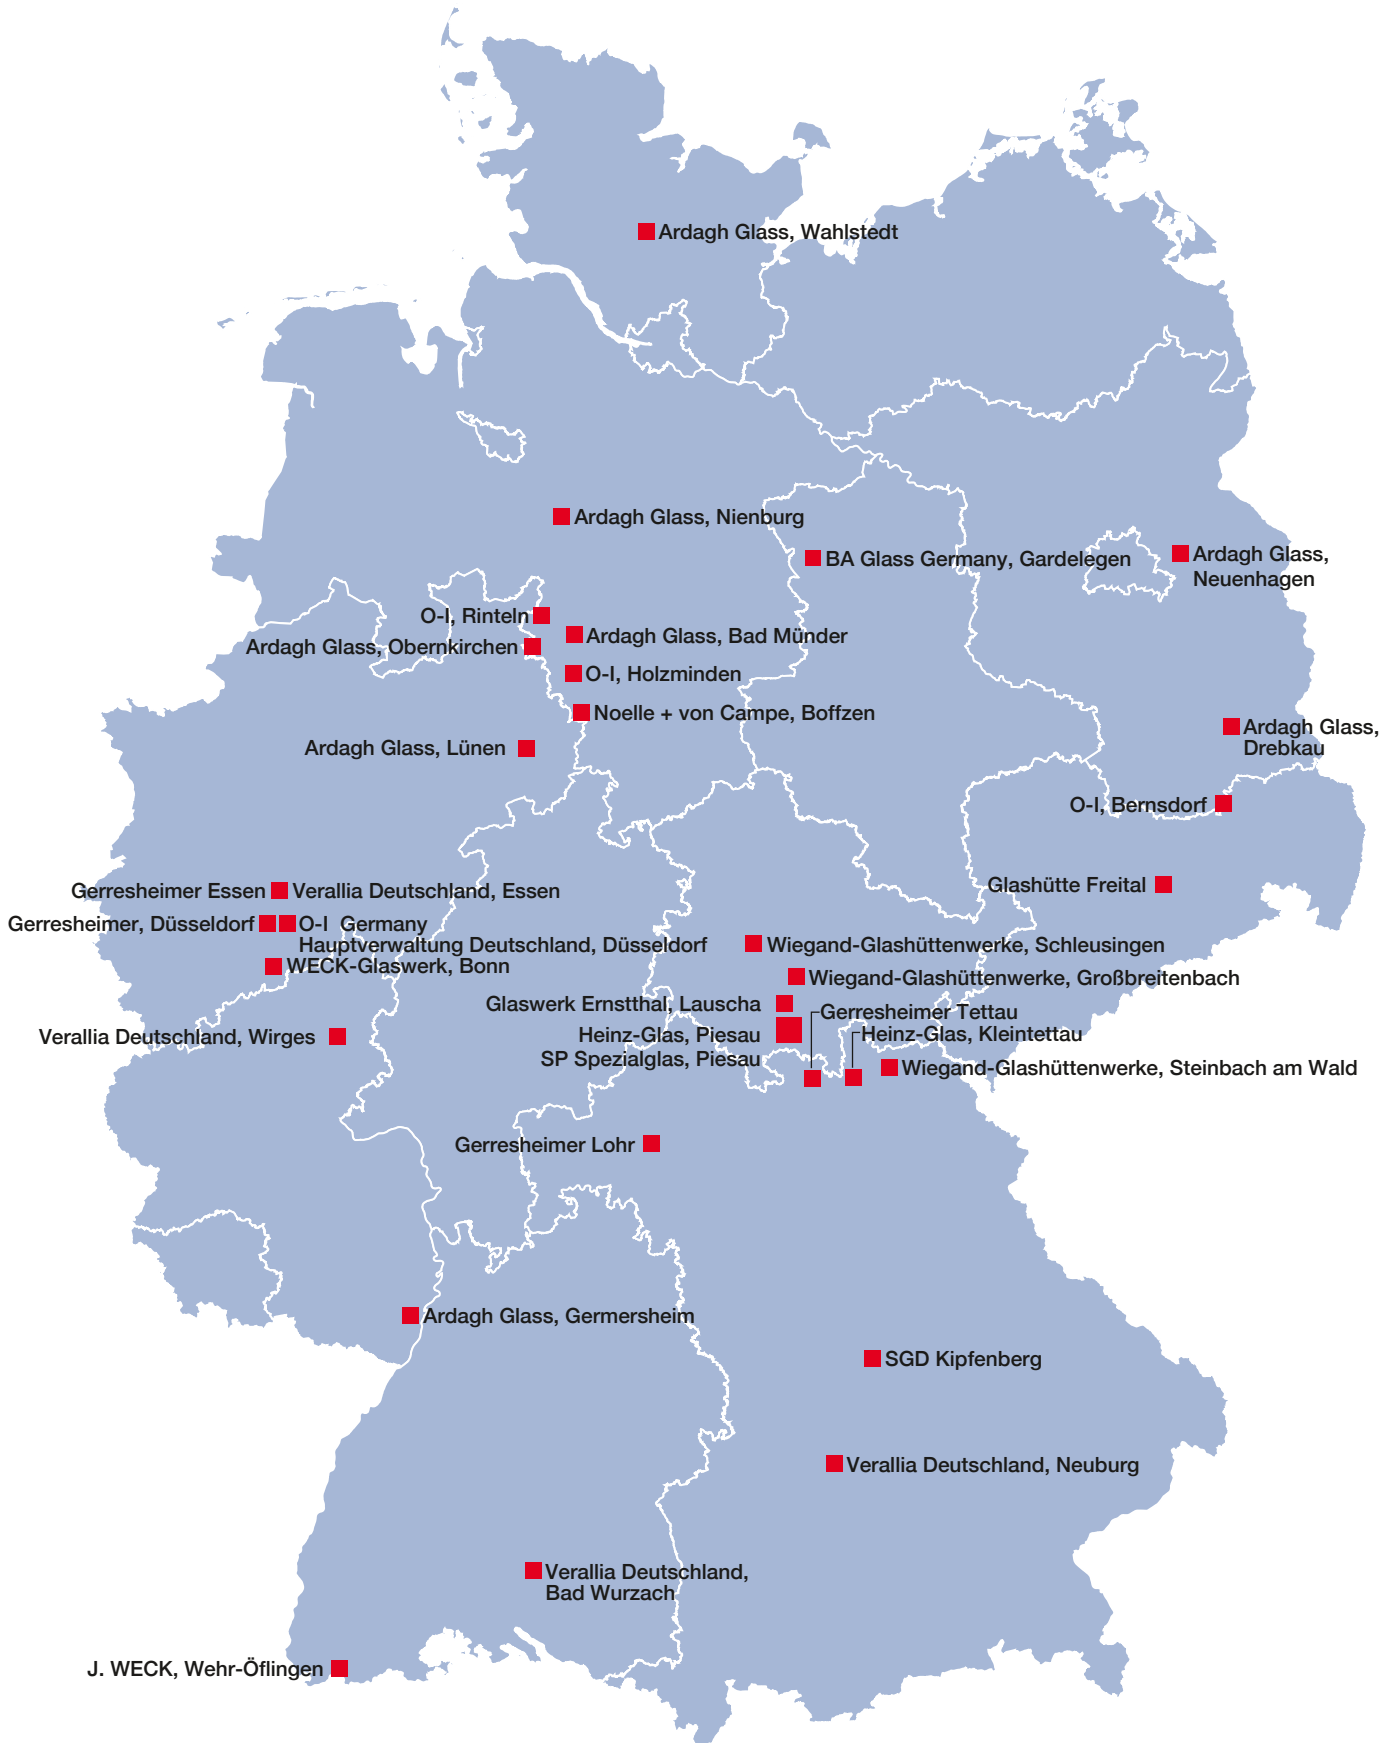 Ardagh Glass, Wahlstedt
Ardagh Glass, Nienburg
BA Glass Germany, Gardelegen
Ardagh Glass,
Neuenhagen
O-I, Rinteln
Ardagh Glass, Bad Münder
Ardagh Glass, Obernkirchen
O-I, Holzminden
Noelle + von Campe, Boffzen
Ardagh Glass,
Drebkau
Ardagh Glass, Lünen
O-I, Bernsdorf
Glashütte Freital
Gerresheimer Essen
Verallia Deutschland, Essen
Gerresheimer, Düsseldorf
O-I Germany
Hauptverwaltung Deutschland, Düsseldorf
WECK-Glaswerk, Bonn
Wiegand-Glashüttenwerke, Schleusingen
Wiegand-Glashüttenwerke, Großbreitenbach
Glaswerk Ernstthal, Lauscha
Gerresheimer Tettau
Heinz-Glas, Piesau
SP Spezialglas, Piesau
Heinz-Glas, Kleintettau
Verallia Deutschland, Wirges
Wiegand-Glashüttenwerke, Steinbach am Wald
Gerresheimer Lohr
Ardagh Glass, Germersheim
SGD Kipfenberg
Verallia Deutschland, Neuburg
Verallia Deutschland,
Bad Wurzach
J. WECK, Wehr-Öflingen